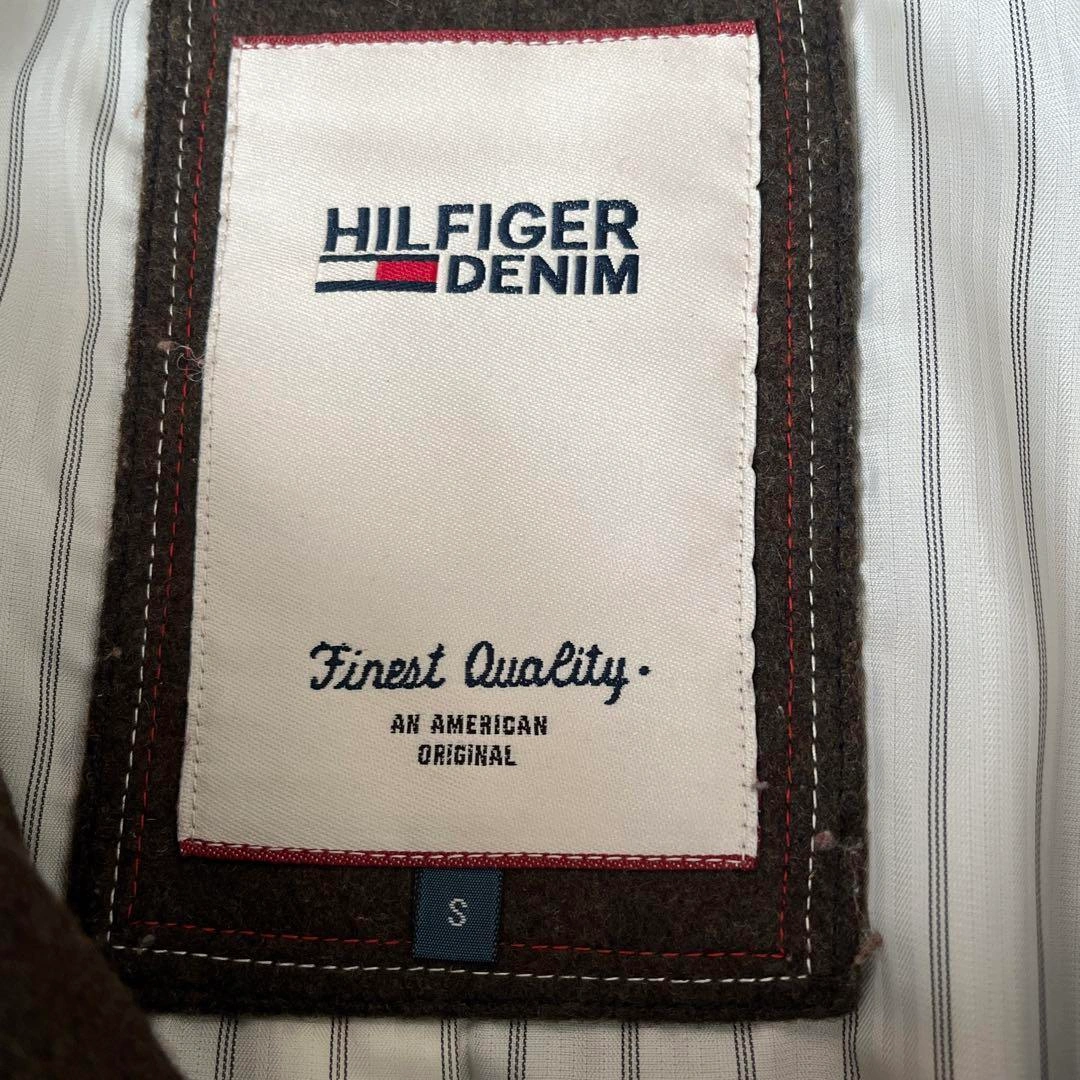 HILFIGER
DENIM
Finest Quality.
AN AMERICAN
ORIGINAL
S